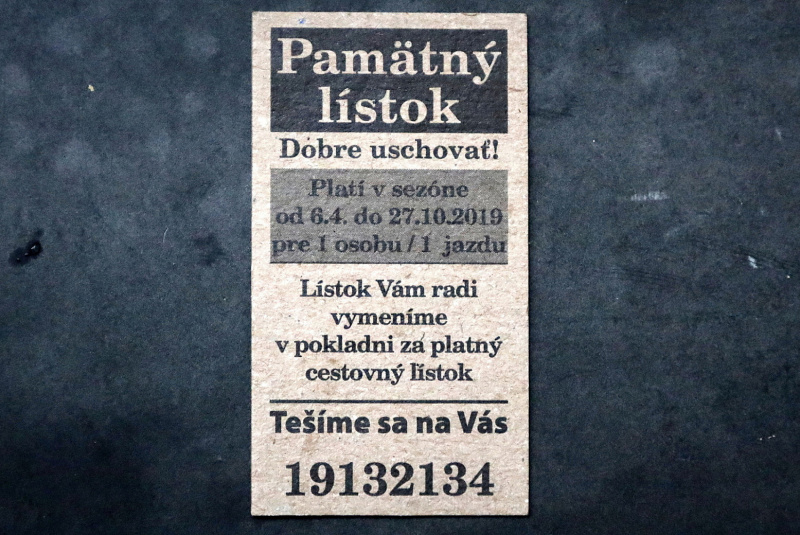 Pamätný
lístok
Dobre uschovať!
Platí v sezóne
od 6.4. do 27.10.2019
pre 1 osobu / 1 jazdu
Lístok Vám radi
vymeníme
v pokladni za platný
cestovný lístok
Tešíme sa na Vás
19132134